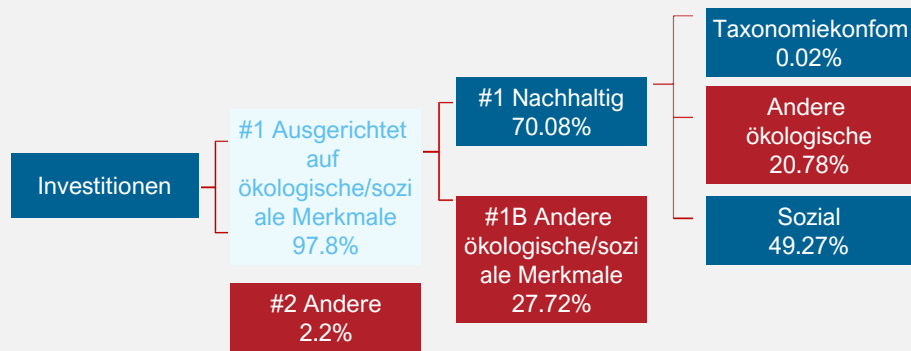 Investitionen
#1 Ausgerichtet
auf
ökologische/sozi
ale Merkmale
97.8%
#2 Andere
2.2%
#1 Nachhaltig
70.08%
#1B Andere
ökologische/sozi
ale Merkmale
27.72%
Taxonomiekonfom
0.02%
Andere
ökologische
20.78%
Sozial
49.27%